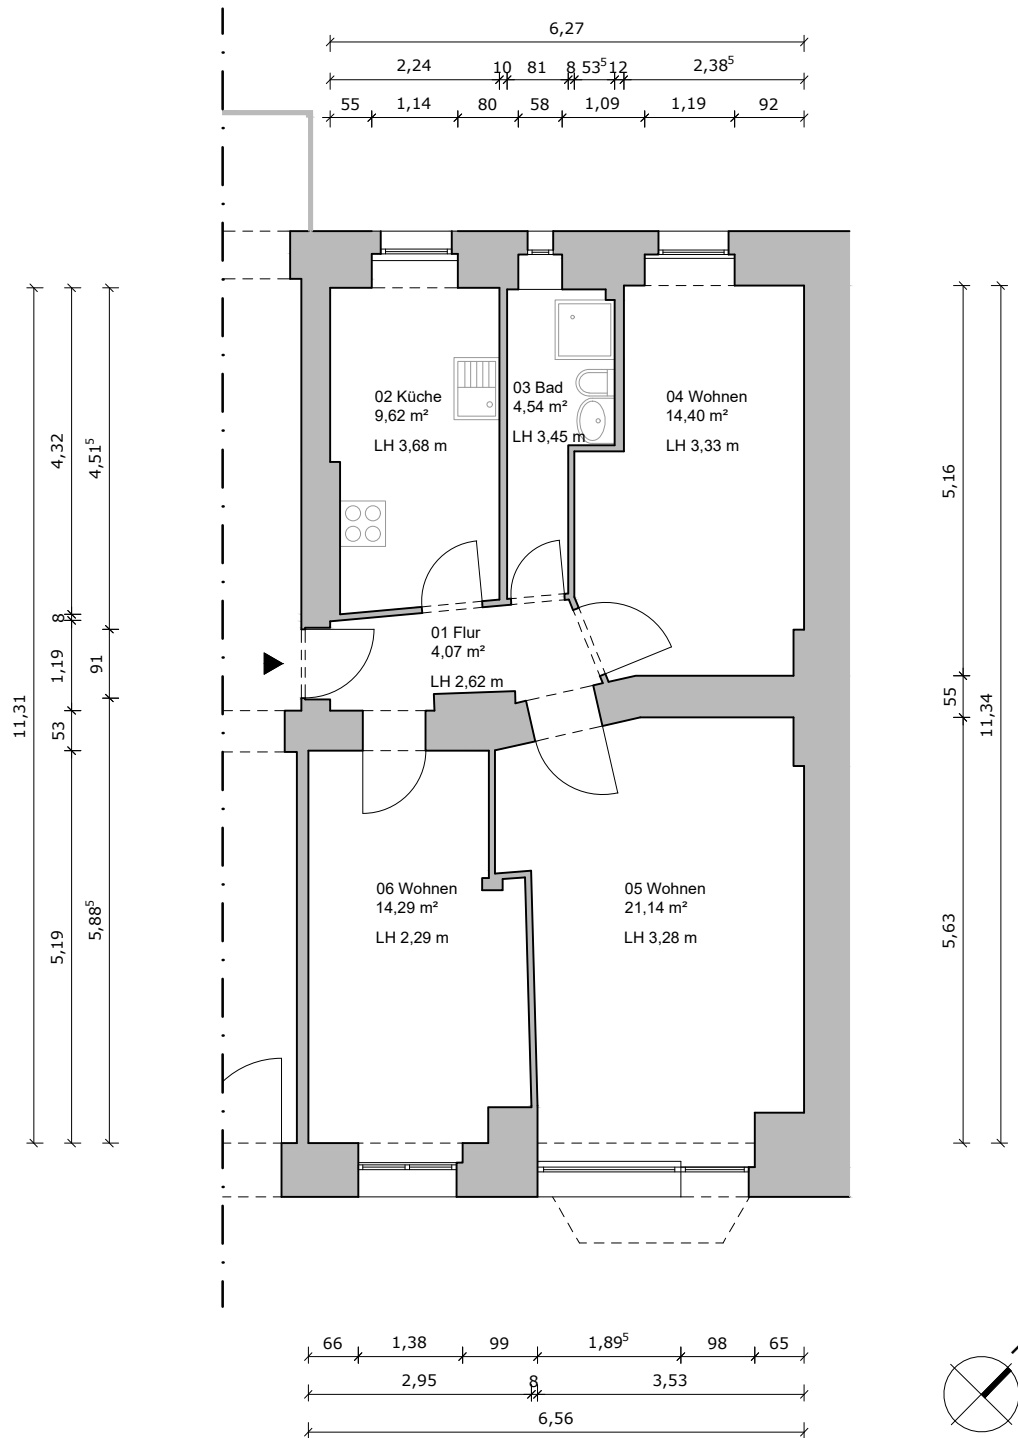 6,27
2,24 10 81 8 53⁵ 12 2,38⁵
55 1,14 80 58 1,09 1,19 92
02 Küche
9,62 m²
LH 3,68 m
03 Bad
4,54 m²
LH 3,45 m
04 Wohnen
14,40 m²
LH 3,33 m
01 Flur
4,07 m²
LH 2,62 m
06 Wohnen
14,29 m²
LH 2,29 m
05 Wohnen
21,14 m²
LH 3,28 m
11,31
4,32
8
1,19
53
5,19
4,51⁵
91
5,88⁵
5,16
55
5,63
11,34
66 1,38 99 1,89⁵ 98 65
2,95 8 3,53
6,56